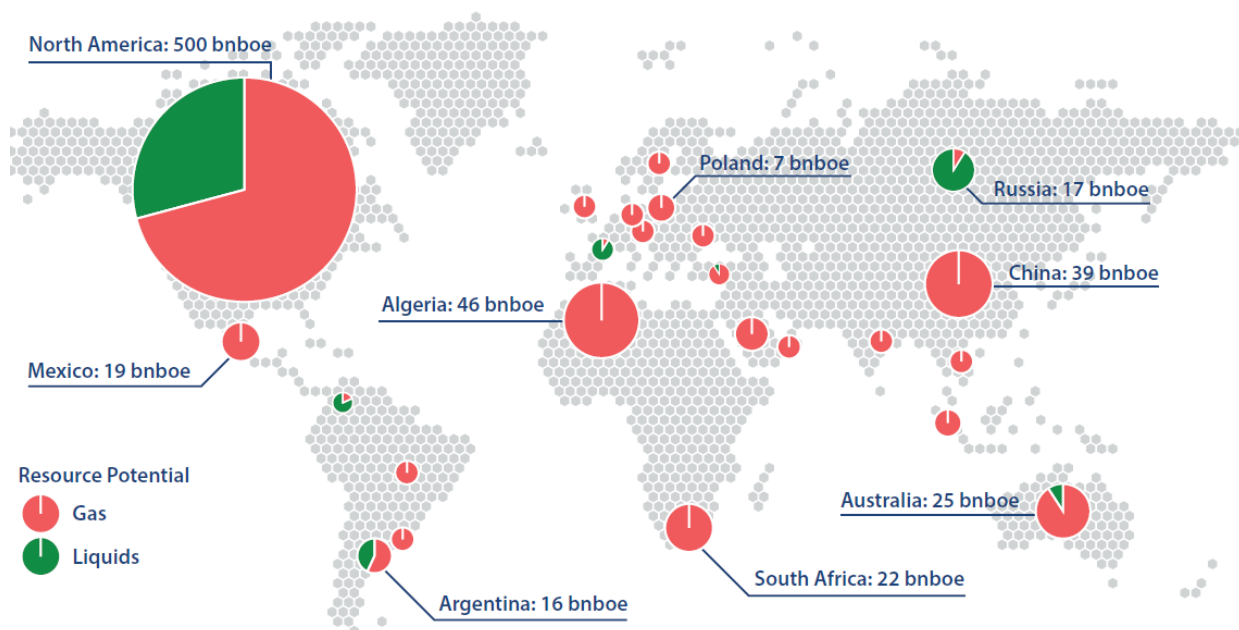 North America: 500 bnboe
Poland: 7 bnboe
Russia: 17 bnboe
China: 39 bnboe
Algeria: 46 bnboe
Mexico: 19 bnboe
Resource Potential
Gas
Liquids
Australia: 25 bnboe
South Africa: 22 bnboe
Argentina: 16 bnboe